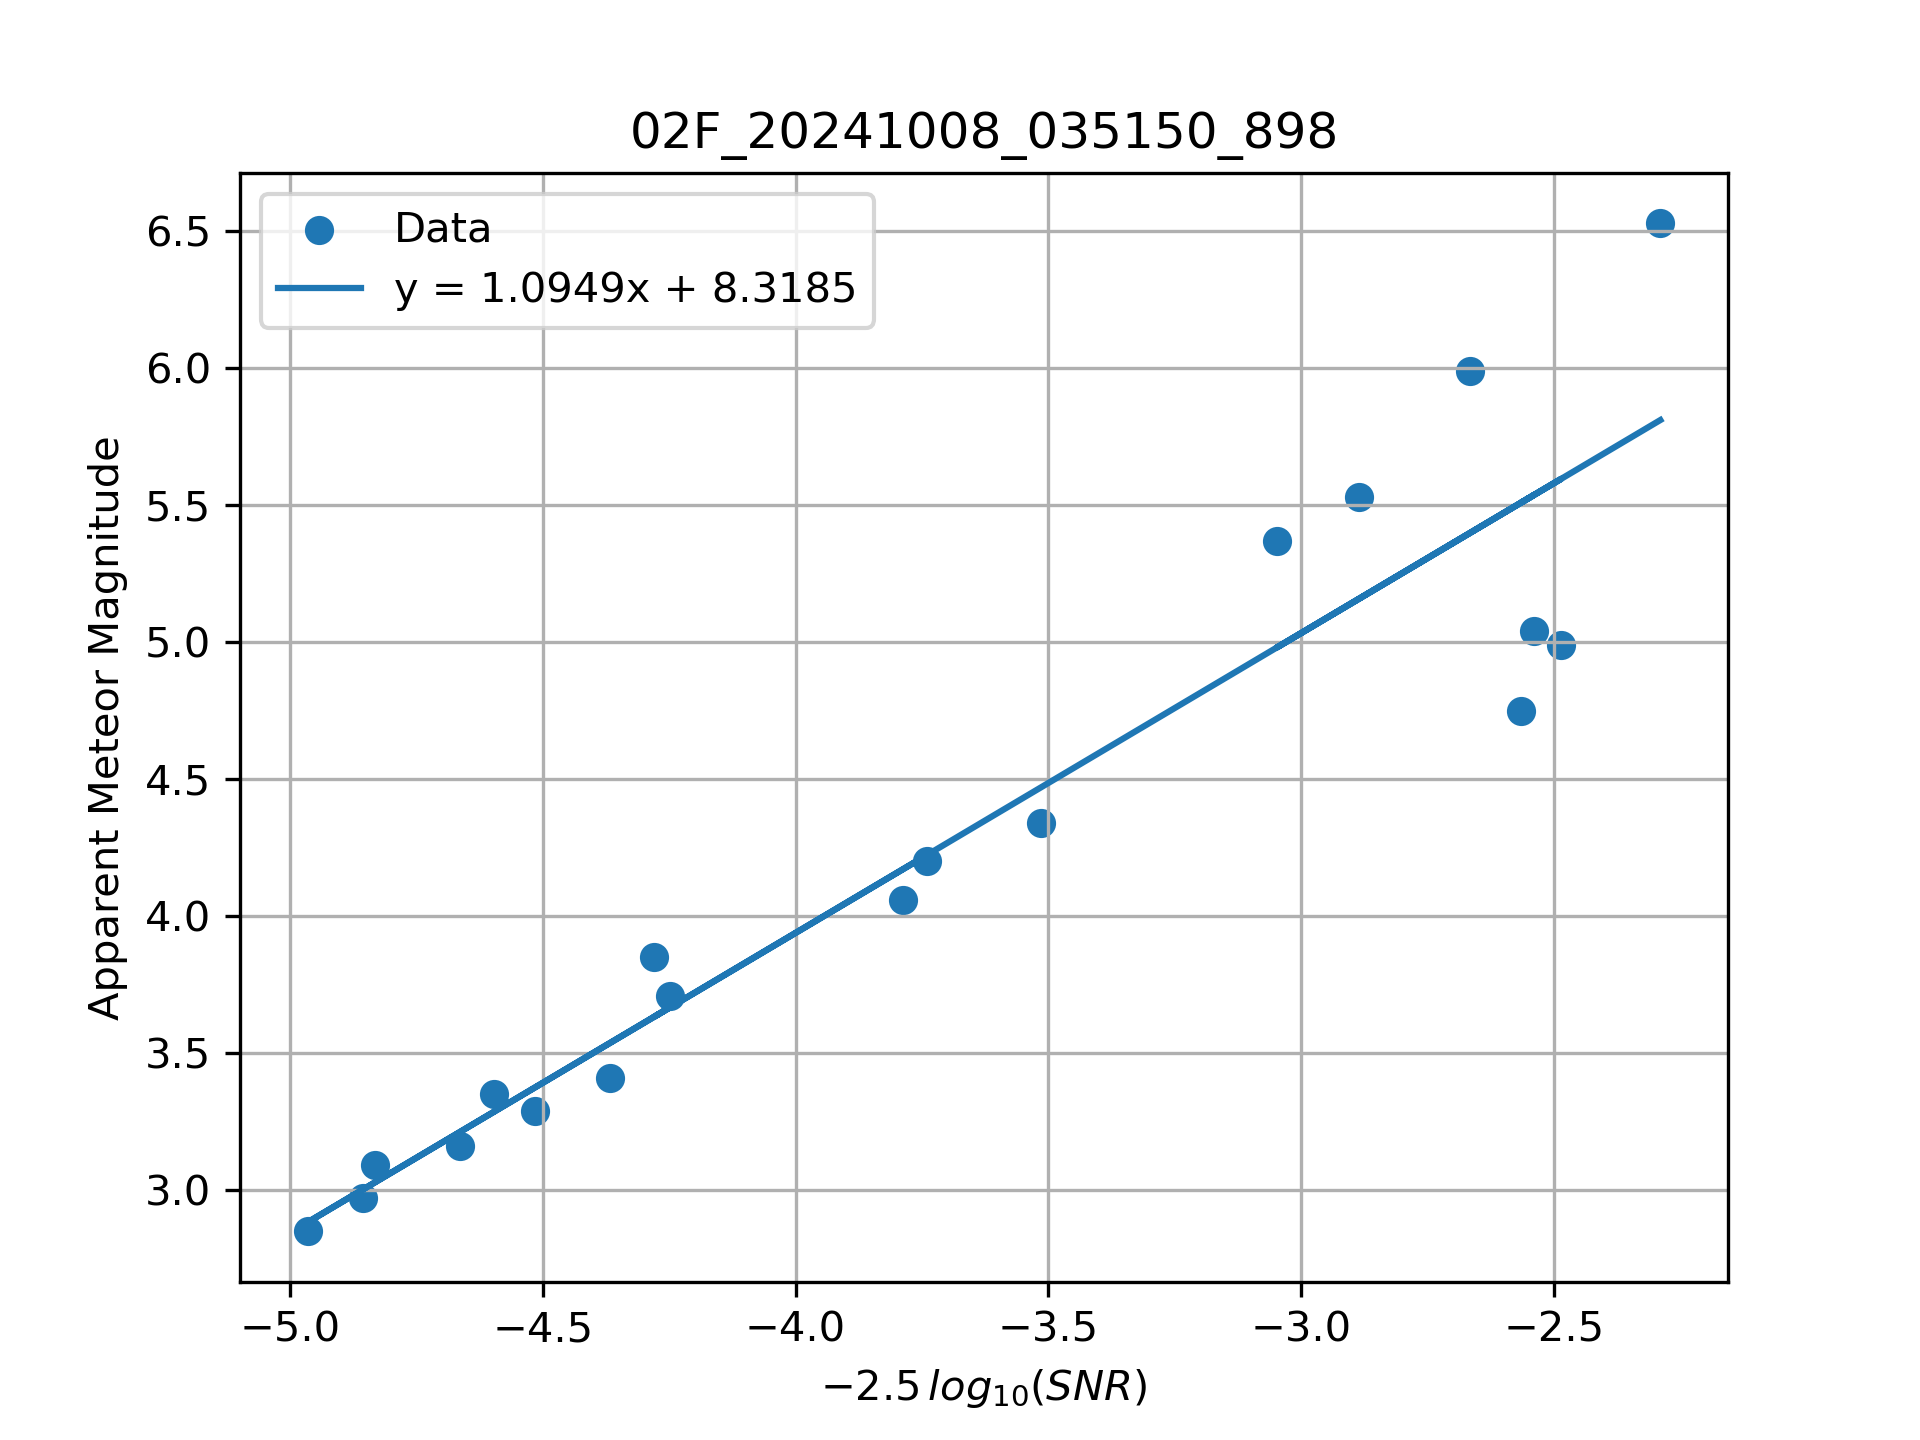 02F_20241008_035150_898
Data
y = 1.0949x + 8.3185
6.5
6.0
5.5
5.0
4.5
4.0
3.5
3.0
Apparent Meteor Magnitude
−5.0 −4.5 −4.0 −3.5 −3.0 −2.5
−2.5 log₁₀(SNR)